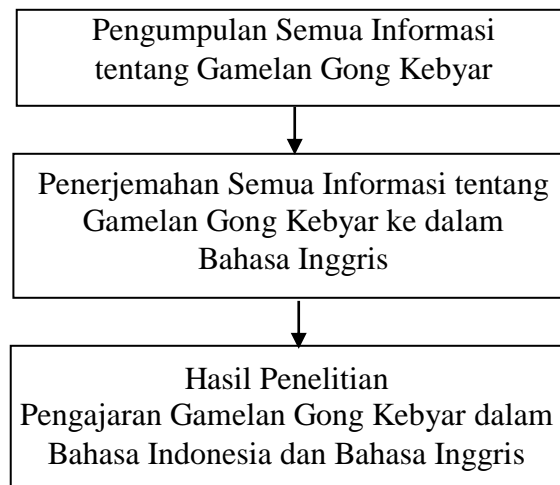 Pengumpulan Semua Informasi
tentang Gamelan Gong Kebyar
Penerjemahan Semua Informasi tentang
Gamelan Gong Kebyar ke dalam
Bahasa Inggris
Hasil Penelitian
Pengajaran Gamelan Gong Kebyar dalam
Bahasa Indonesia dan Bahasa Inggris